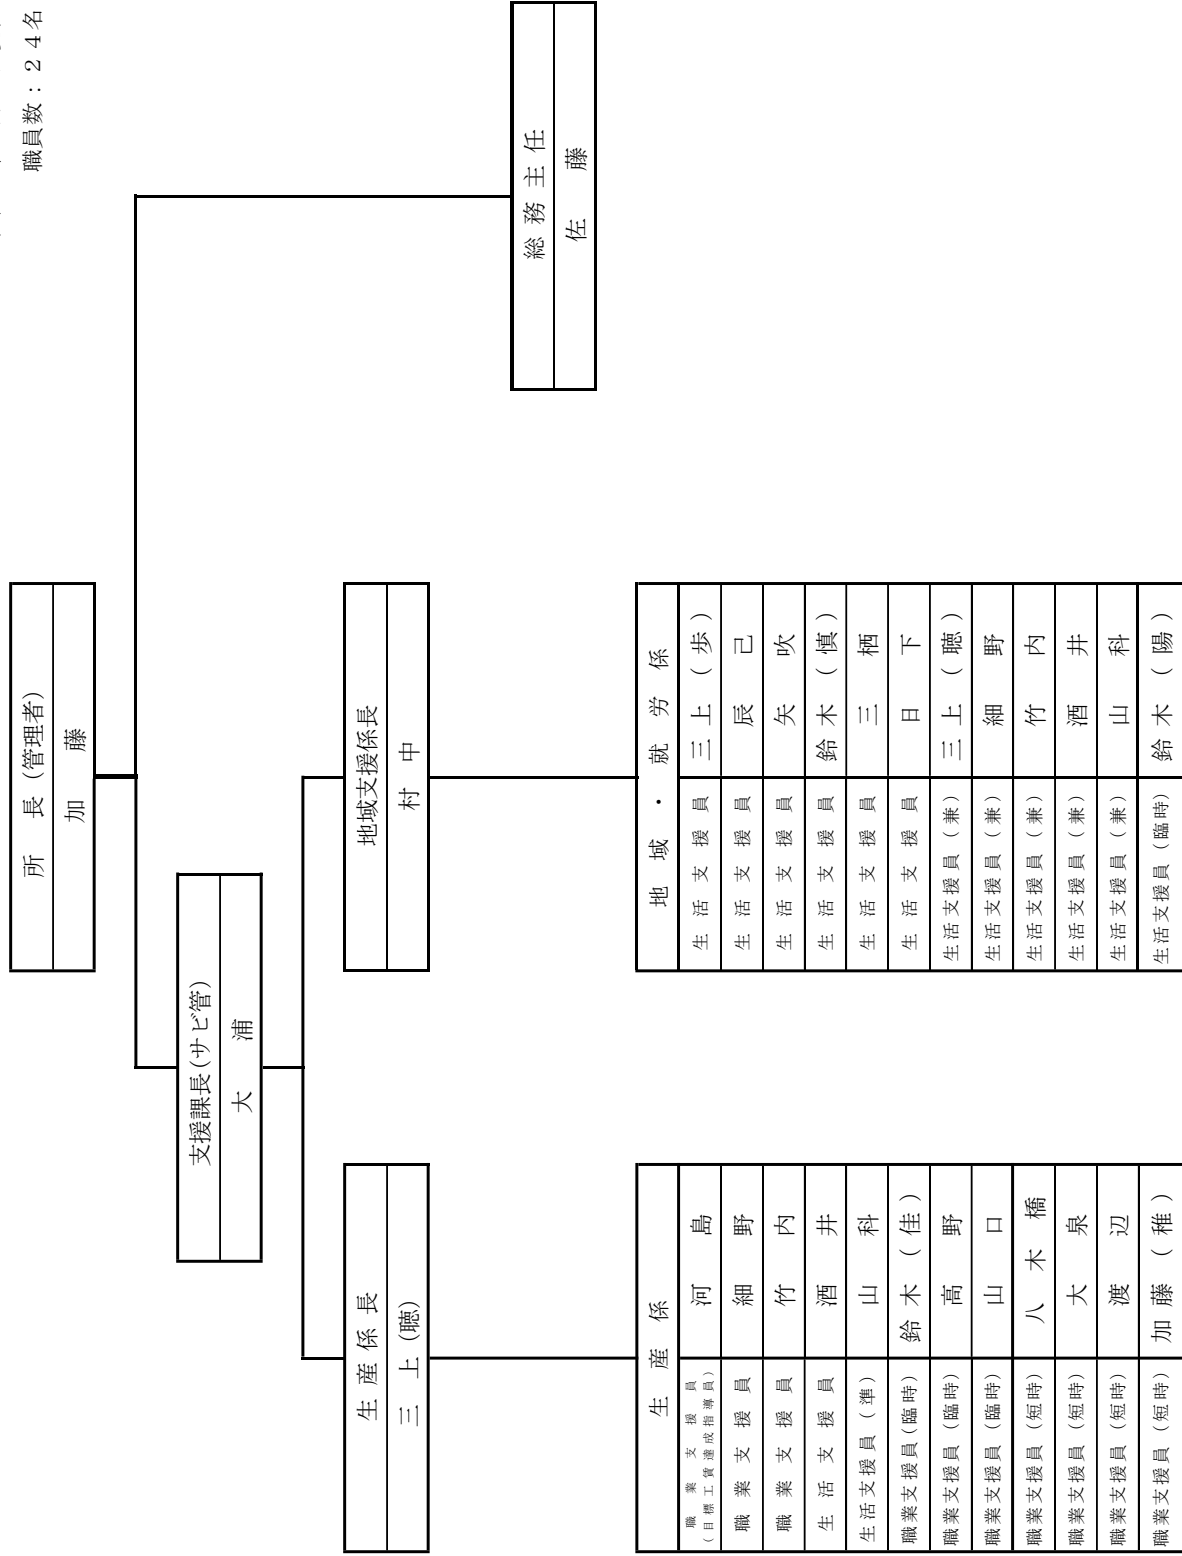 職員数：２４名
所　長（管理者）
加　藤
総務主任
佐　藤
支援課長（サビ管）
大　浦
生産係長
三　上（聴）
地域支援係長
村　中
生　産　係
職業支援員（目標工賃達成指導員）　河　島
職業支援員　細　野
職業支援員　竹　内
生活支援員　酒　井
生活支援員（準）　山　科
職業支援員（臨時）　鈴木（佳）
職業支援員（臨時）　高　野
職業支援員（臨時）　山　口
職業支援員（短時）　八木橋
職業支援員（短時）　大　泉
職業支援員（短時）　渡　辺
職業支援員（短時）　加藤（稚）
地　域　・　就　労　係
生活支援員　三上（歩）
生活支援員　辰　己
生活支援員　矢　吹
生活支援員　鈴木（慎）
生活支援員　三　栖
生活支援員　日　下
生活支援員（兼）　三上（聴）
生活支援員（兼）　細　野
生活支援員（兼）　竹　内
生活支援員（兼）　酒　井
生活支援員（兼）　山　科
生活支援員（臨時）　鈴木（陽）